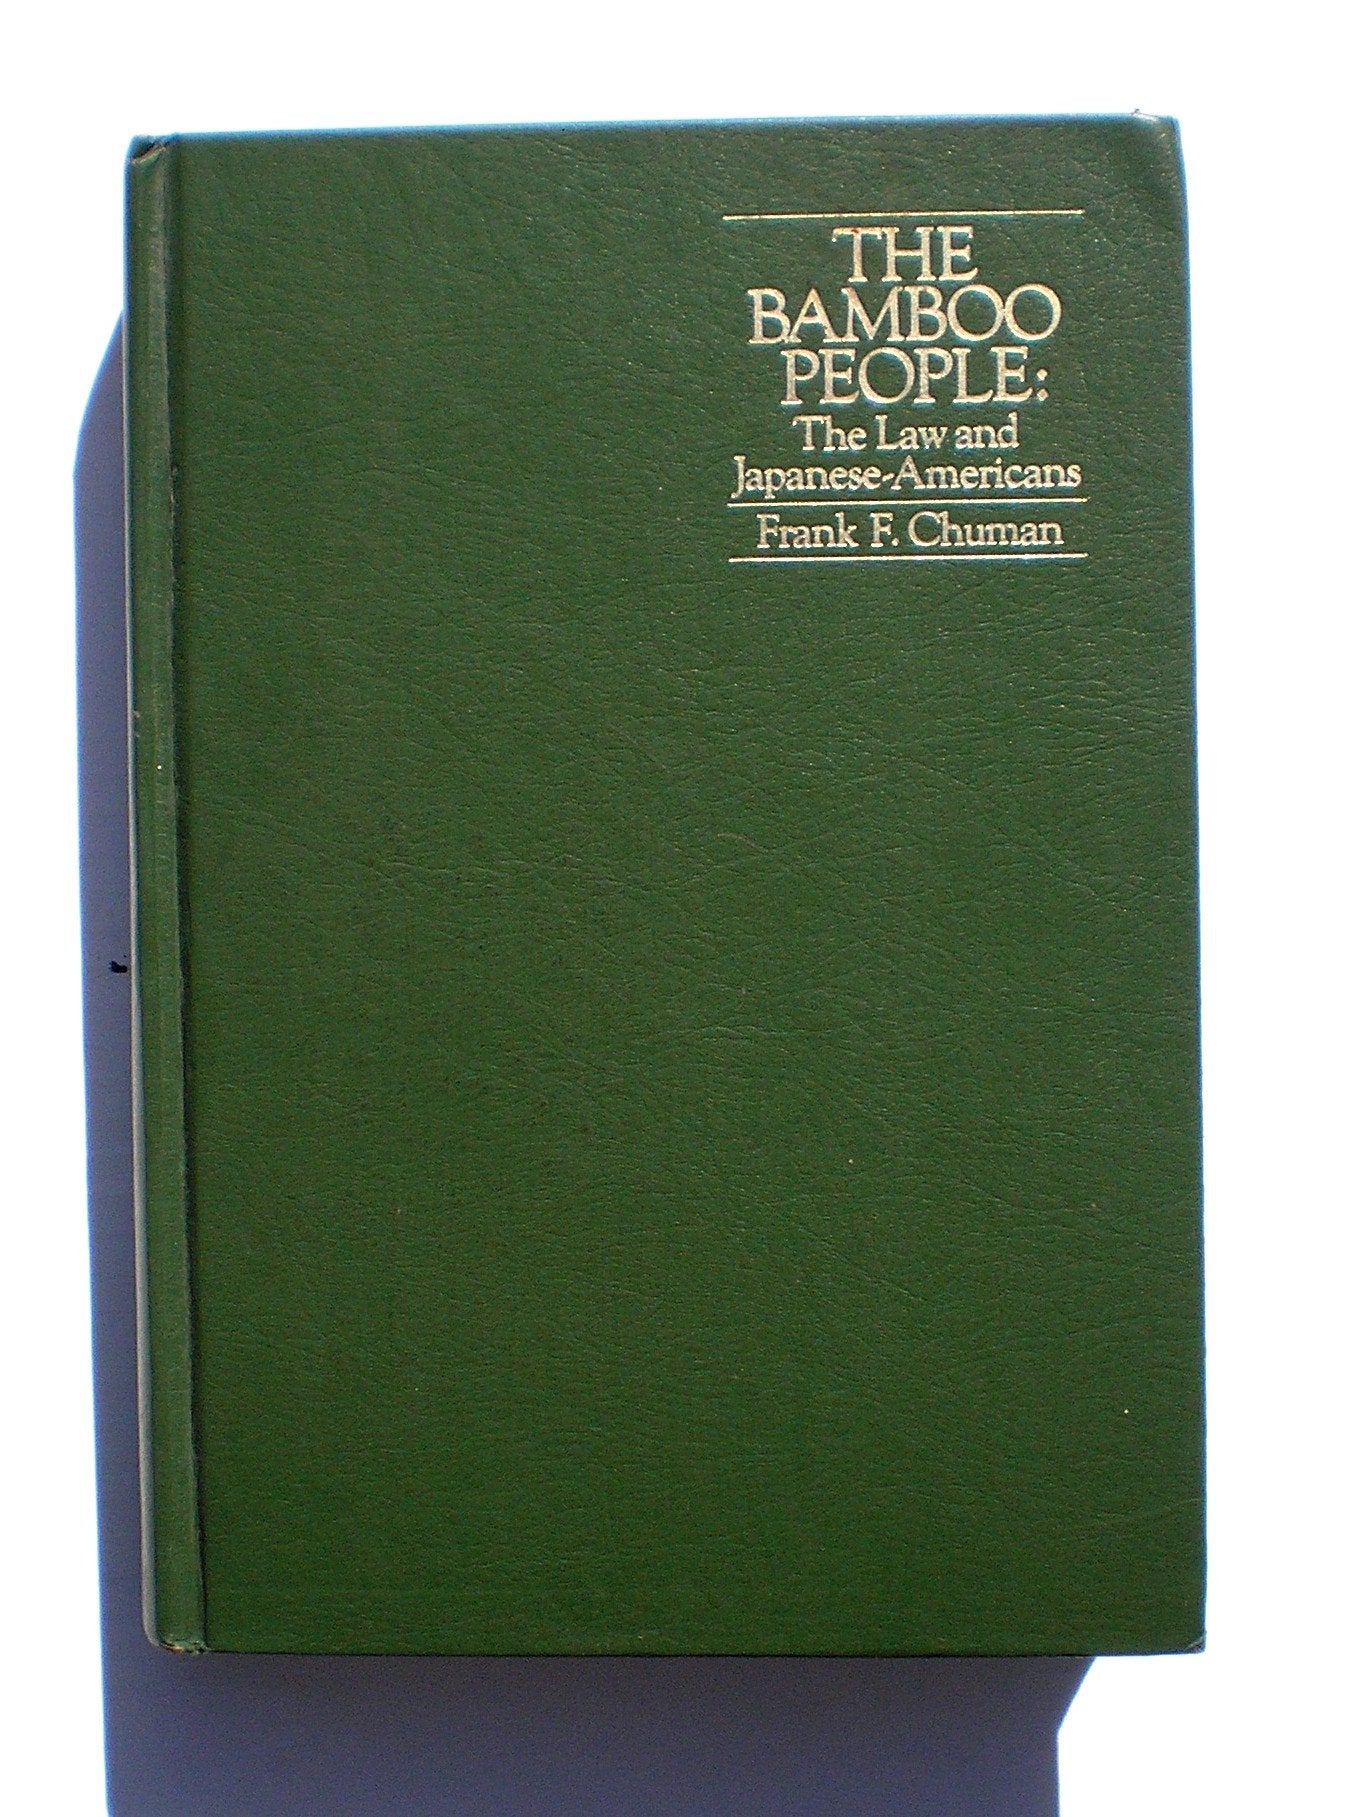 THE
BAMBOO
PEOPLE:
The Law and
Japanese-Americans
Frank F. Chuman